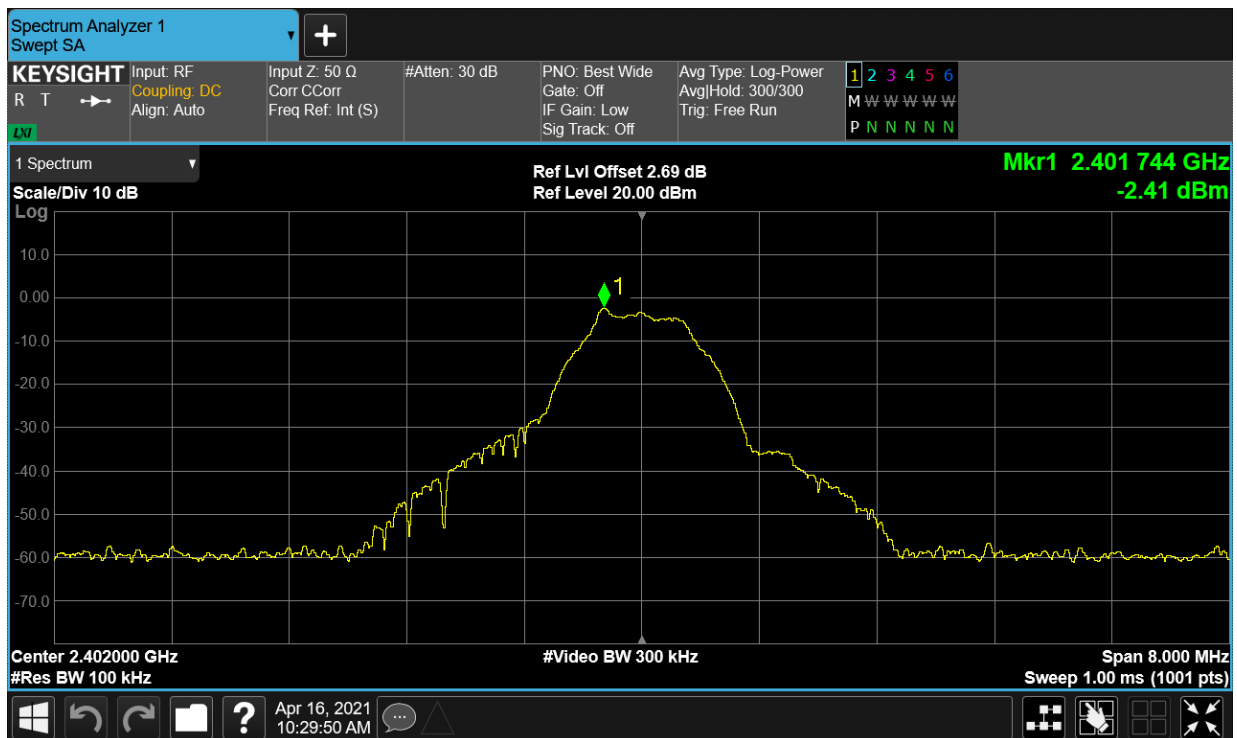 Spectrum Analyzer 1
Swept SA
+
KEYSIGHT
R T
LXI
Input: RF
Coupling: DC
Align: Auto
Input Z: 50 Ω
Corr CCorr
Freq Ref: Int (S)
#Atten: 30 dB
PNO: Best Wide
Gate: Off
IF Gain: Low
Sig Track: Off
Avg Type: Log-Power
Avg|Hold: 300/300
Trig: Free Run
1 2 3 4 5 6
M W W W W W
P N N N N N
1 Spectrum
Scale/Div 10 dB
Log
Ref Lvl Offset 2.69 dB
Ref Level 20.00 dBm
Mkr1 2.401 744 GHz
-2.41 dBm
10.0
0.00
-10.0
-20.0
-30.0
-40.0
-50.0
-60.0
-70.0
1
Center 2.402000 GHz
#Res BW 100 kHz
#Video BW 300 kHz
Span 8.000 MHz
Sweep 1.00 ms (1001 pts)
?
Apr 16, 2021
10:29:50 AM